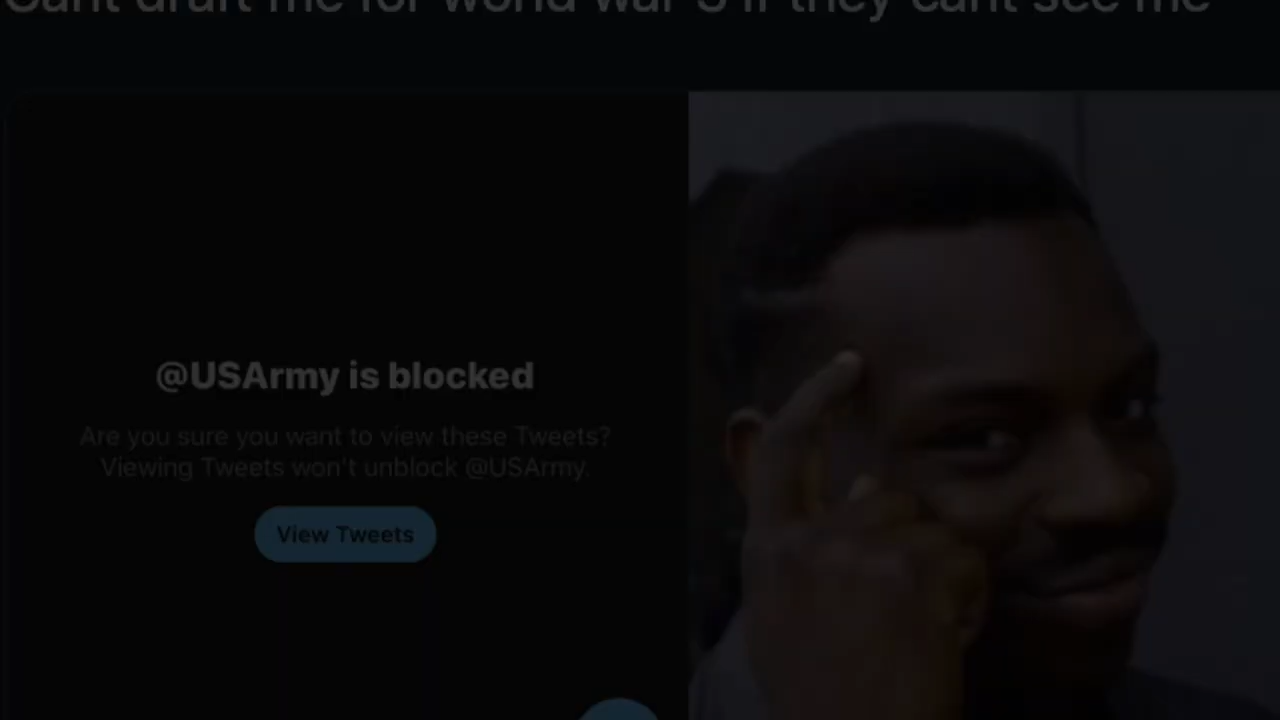 Cant draft me for world war 3 if they cant see me
@USArmy is blocked
Are you sure you want to view these Tweets?
Viewing Tweets won't unblock @USArmy.
View Tweets